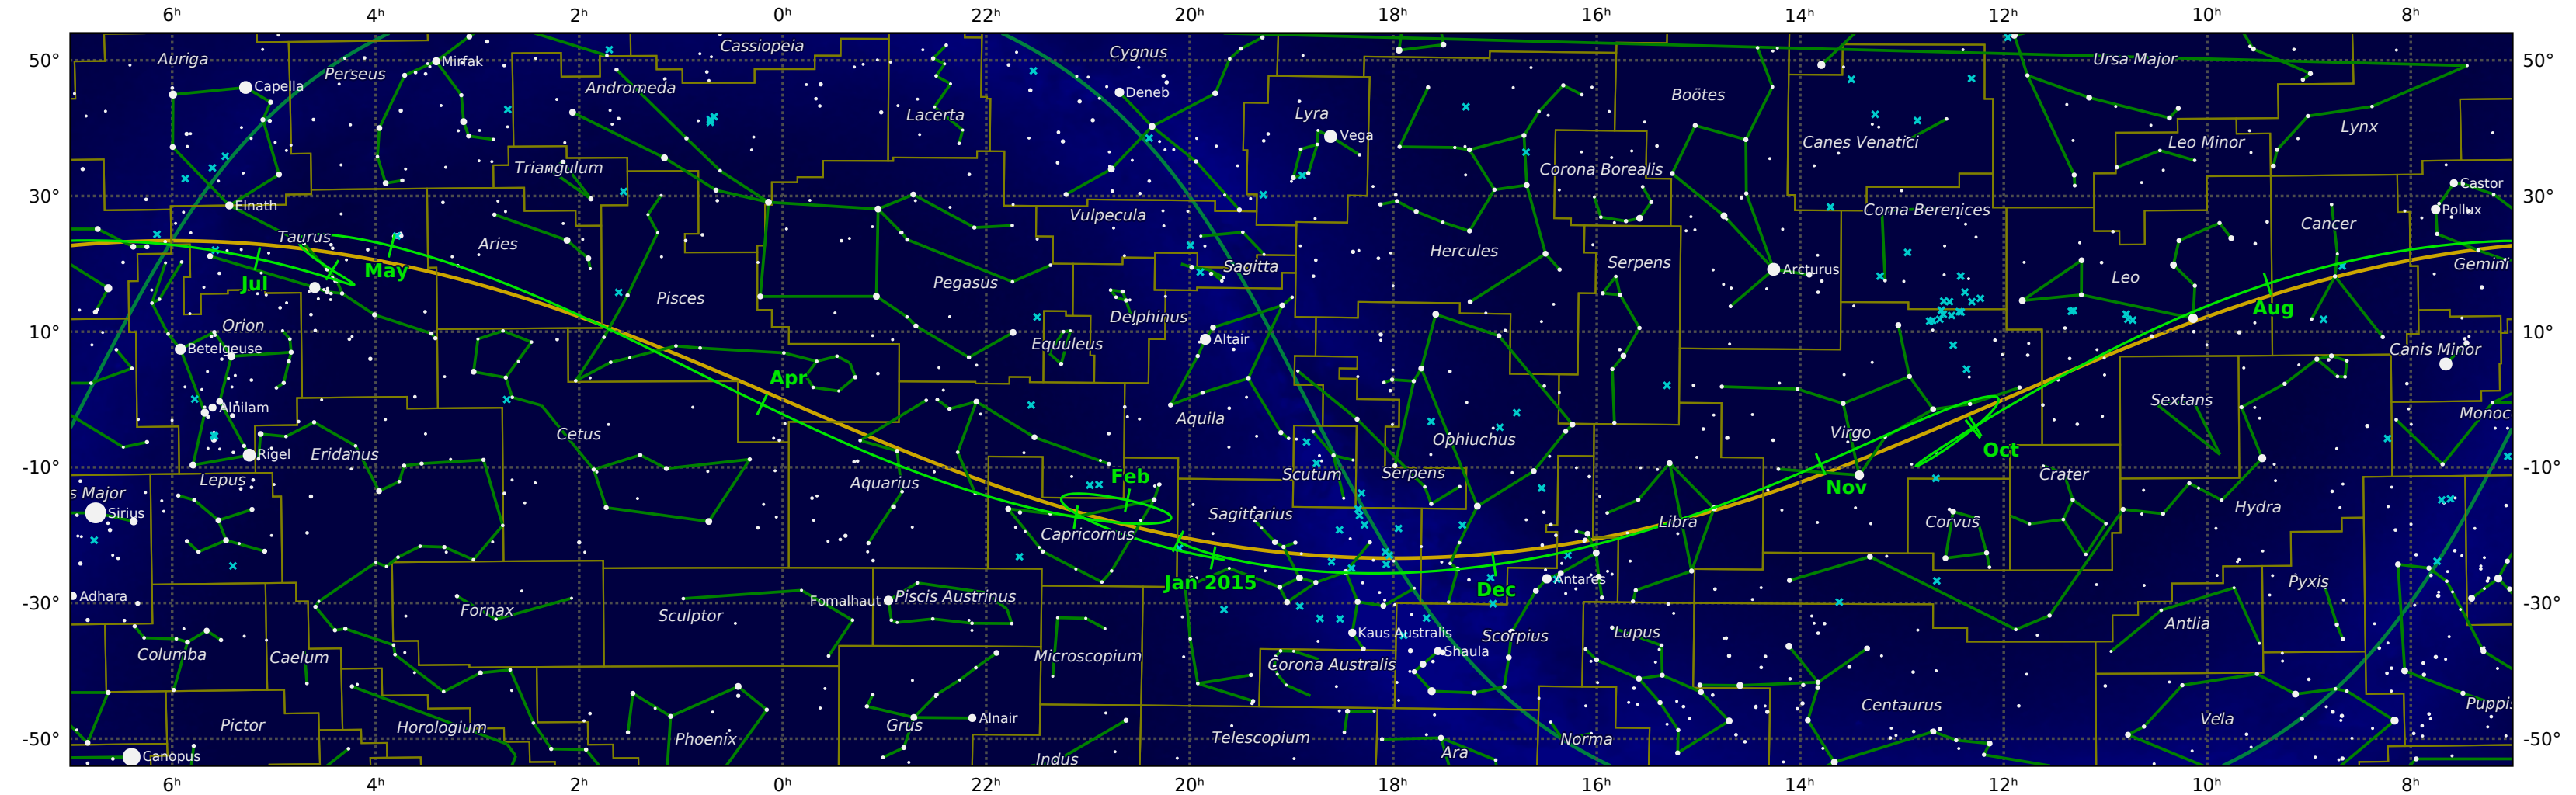 6ʰ 4ʰ 2ʰ 0ʰ 22ʰ 20ʰ 18ʰ 16ʰ 14ʰ 12ʰ 10ʰ 8ʰ
Cassiopeia
Cygnus
50° Auriga Perseus Mirfak Ursa Major 50°
Capella Andromeda Deneb Boötes
Lacerta Lyra Vega Canes Venatici Leo Minor Lynx
Triangulum Corona Borealis
30° Castor 30°
Elnath Vulpecula Coma Berenices Pollux
Taurus Aries Hercules Cancer
May Sagitta Serpens Arcturus Gemini
Jul Pisces Pegasus Leo
Orion Delphinus Aug
10° Equuleus Altair 10°
Betelgeuse Canis Minor
Apr
Alnilam Aquila Sextans Monoc
Cetus Ophiuchus Virgo
Rigel Eridanus Oct
-10° -10°
Lepus Aquarius Feb Scutum Serpens Nov Crater
s Major
Sirius Sagittarius Libra Corvus Hydra
Capricornus
Jan 2015 Dec Antares Pyxis
-30° Adhara Fornax Sculptor Fomalhaut Piscis Austrinus -30°
Kaus Australis Scorpius Lupus Antlia
Columba Caelum Microscopium Corona Australis Shaula
Pictor Horologium Grus Alnair Centaurus Vela Puppi
-50° Phoenix Telescopium Norma -50°
Canopus Indus Ara
6ʰ 4ʰ 2ʰ 0ʰ 22ʰ 20ʰ 18ʰ 16ʰ 14ʰ 12ʰ 10ʰ 8ʰ